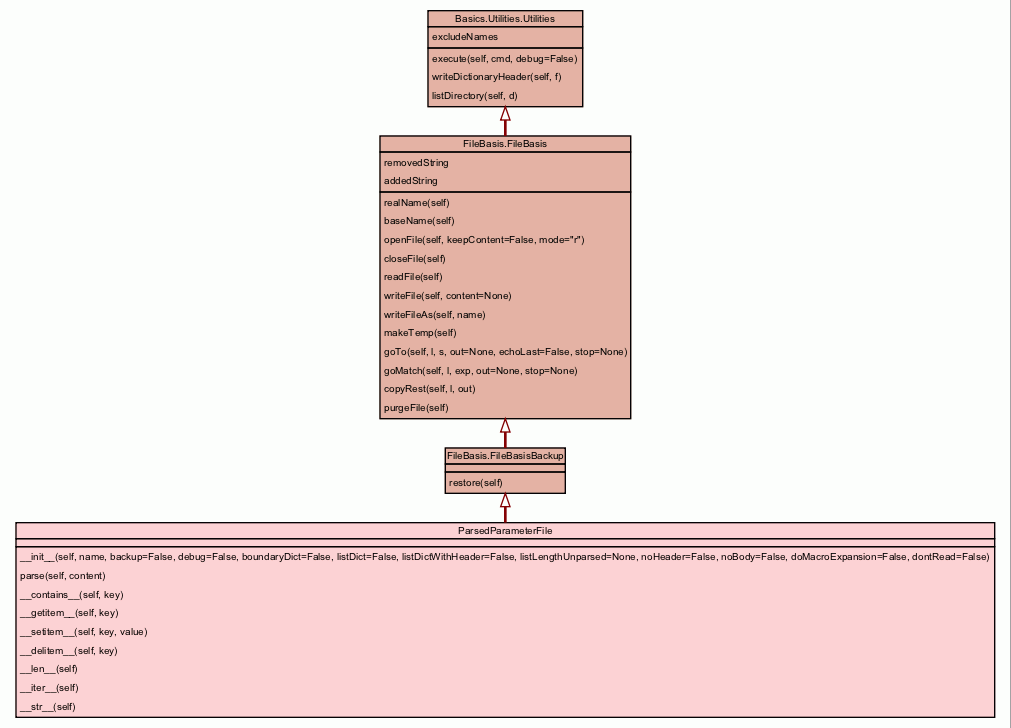 Basics.Utilities.Utilities
excludeNames
execute(self, cmd, debug=False)
writeDictionaryHeader(self, f)
listDirectory(self, d)
FileBasis.FileBasis
removedString
addedString
realName(self)
baseName(self)
openFile(self, keepContent=False, mode="r")
closeFile(self)
readFile(self)
writeFile(self, content=None)
writeFileAs(self, name)
makeTemp(self)
goTo(self, l, s, out=None, echoLast=False, stop=None)
goMatch(self, l, exp, out=None, stop=None)
copyRest(self, l, out)
purgeFile(self)
FileBasis.FileBasisBackup
restore(self)
ParsedParameterFile
__init__(self, name, backup=False, debug=False, boundaryDict=False, listDict=False, listDictWithHeader=False, listLengthUnparsed=None, noHeader=False, noBody=False, doMacroExpansion=False, dontRead=False)
parse(self, content)
__contains__(self, key)
__getitem__(self, key)
__setitem__(self, key, value)
__delitem__(self, key)
__len__(self)
__iter__(self)
__str__(self)